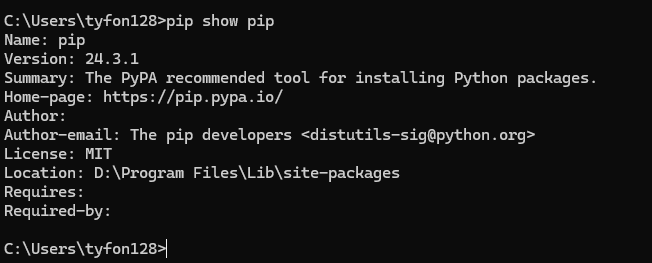 C:\Users\tyfon128>pip show pip
Name: pip
Version: 24.3.1
Summary: The PyPA recommended tool for installing Python packages.
Home-page: https://pip.pypa.io/
Author:
Author-email: The pip developers <distutils-sig@python.org>
License: MIT
Location: D:\Program Files\Lib\site-packages
Requires:
Required-by:
C:\Users\tyfon128>